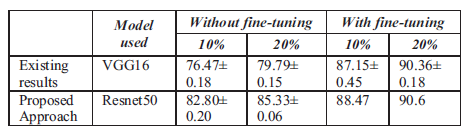 Model used Without fine-tuning With fine-tuning
10% 20% 10% 20%
Existing results VGG16 76.47±0.18 79.79±0.15 87.15±0.45 90.36±0.18
Proposed Approach Resnet50 82.80±0.20 85.33±0.06 88.47 90.6